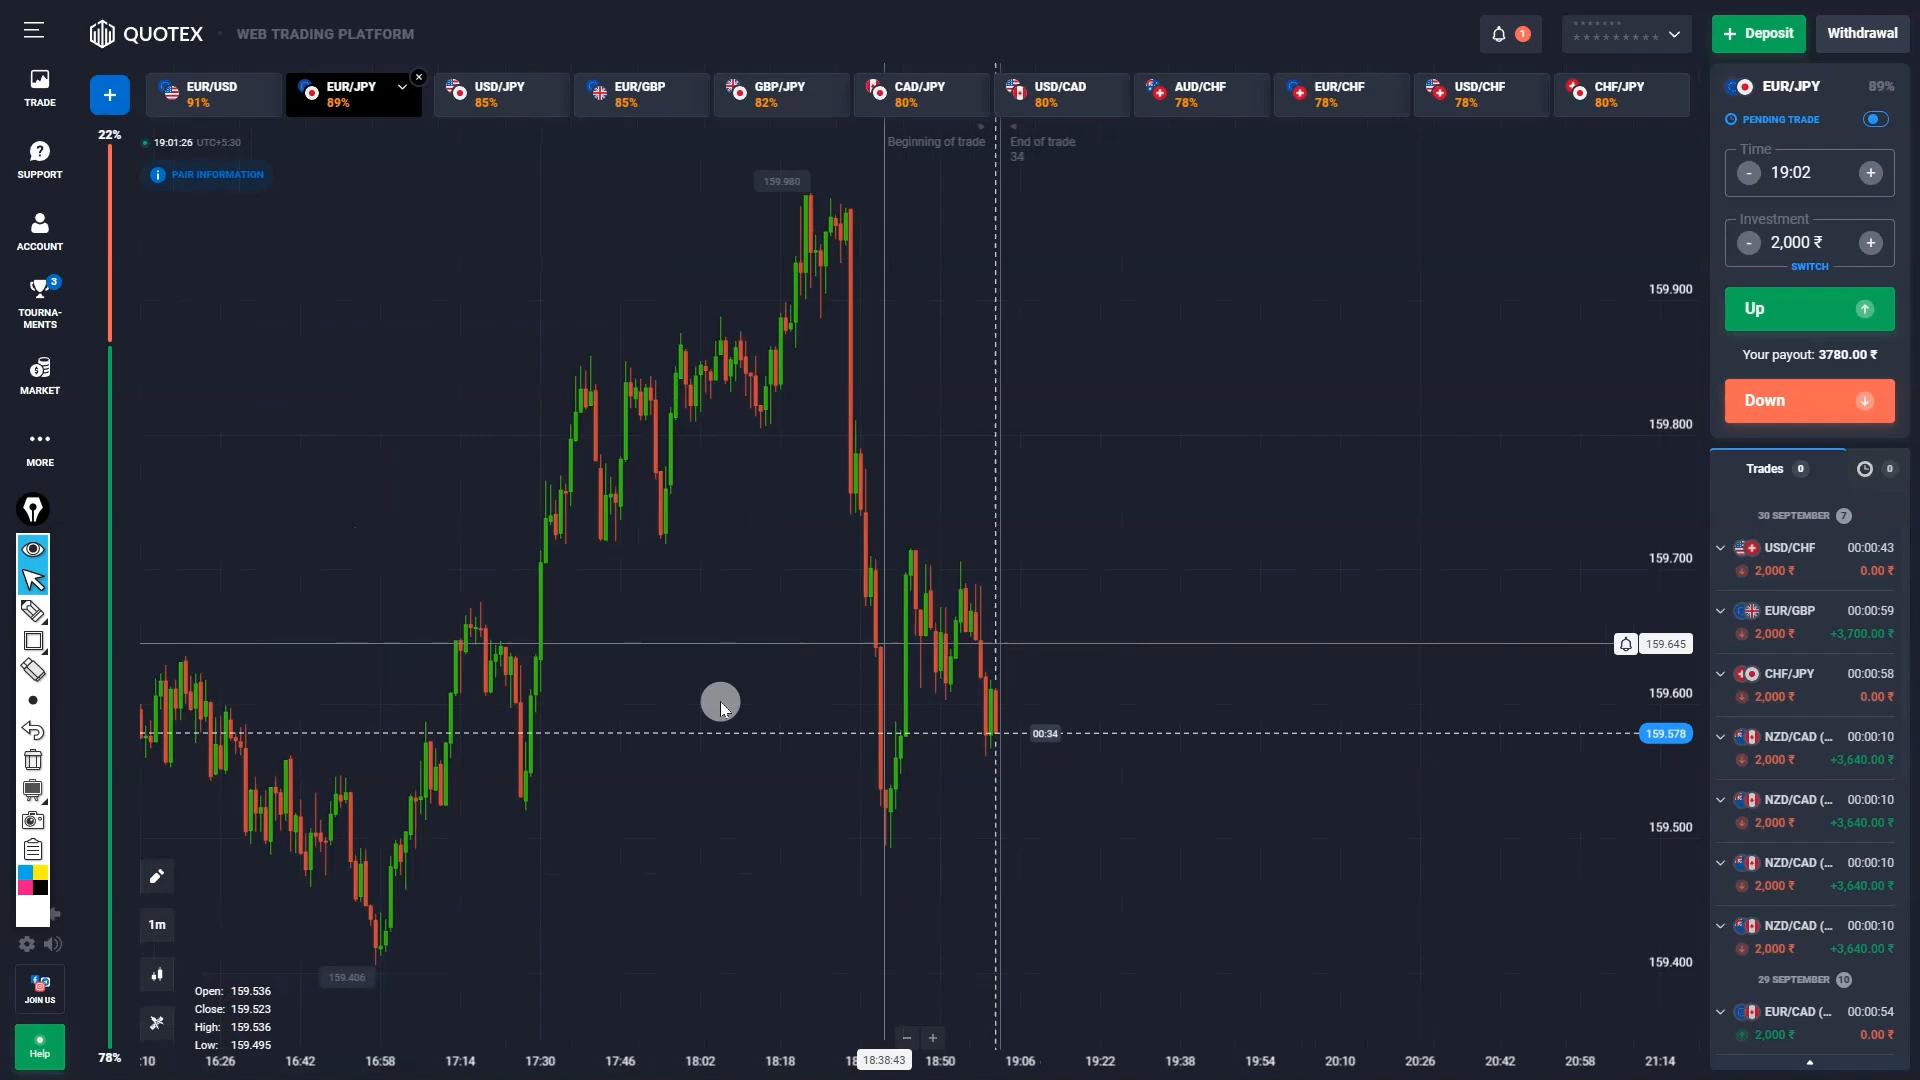 QUOTEX
WEB TRADING PLATFORM
1
Deposit
Withdrawal
TRADE
SUPPORT
ACCOUNT
3
TOURNA-
MENTS
MARKET
MORE
JOIN US
Help
EUR/USD
91%
EUR/JPY
89%
USD/JPY
85%
EUR/GBP
85%
GBP/JPY
82%
CAD/JPY
80%
USD/CAD
80%
AUD/CHF
78%
EUR/CHF
78%
USD/CHF
78%
CHF/JPY
80%
22%
78%
19:01:26 UTC+5:30
PAIR INFORMATION
Beginning of trade
End of trade
34
159.980
159.406
159.900
159.800
159.700
159.645
159.600
159.578
159.500
159.400
00:34
1m
Open: 159.536
Close: 159.523
High: 159.536
Low: 159.495
:10
16:26
16:42
16:58
17:14
17:30
17:46
18:02
18:18
18:38:43
18:50
19:06
19:22
19:38
19:54
20:10
20:26
20:42
20:58
21:14
EUR/JPY 89%
PENDING TRADE
Time
- 19:02 +
Investment
- 2,000 ₹ +
SWITCH
Up
Your payout: 3780.00 ₹
Down
Trades 0
0
30 SEPTEMBER 7
USD/CHF 00:00:43
2,000 ₹ 0.00 ₹
EUR/GBP 00:00:59
2,000 ₹ +3,700.00 ₹
CHF/JPY 00:00:58
2,000 ₹ 0.00 ₹
NZD/CAD (... 00:00:10
2,000 ₹ +3,640.00 ₹
NZD/CAD (... 00:00:10
2,000 ₹ +3,640.00 ₹
NZD/CAD (... 00:00:10
2,000 ₹ +3,640.00 ₹
NZD/CAD (... 00:00:10
2,000 ₹ +3,640.00 ₹
29 SEPTEMBER 10
EUR/CAD (... 00:00:54
2,000 ₹ 0.00 ₹